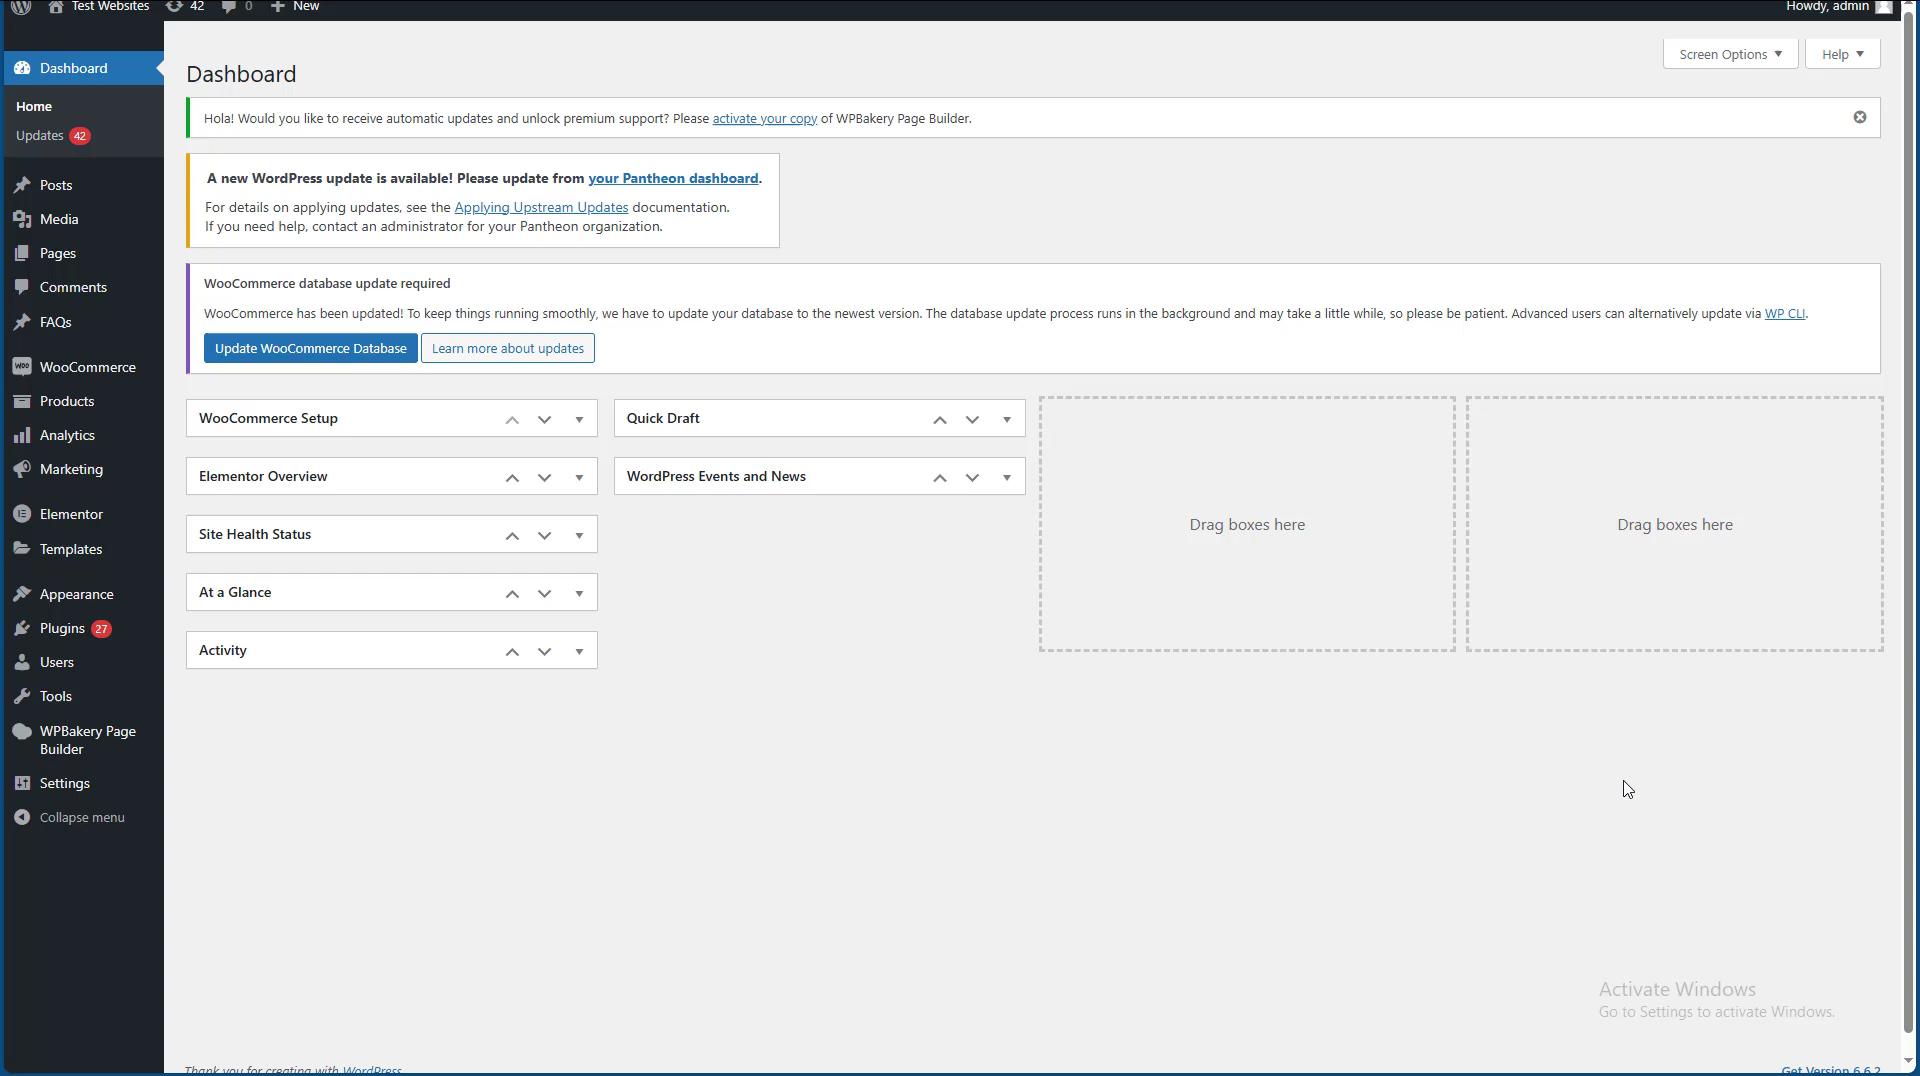 Test Websites 42 0 New Howdy, admin
Screen Options Help
Dashboard
Dashboard
Home
Updates 42
Posts
Media
Pages
Comments
FAQs
WooCommerce
Products
Analytics
Marketing
Elementor
Templates
Appearance
Plugins 27
Users
Tools
WPBakery Page
Builder
Settings
Collapse menu
Hola! Would you like to receive automatic updates and unlock premium support? Please activate your copy of WPBakery Page Builder.
A new WordPress update is available! Please update from your Pantheon dashboard.
For details on applying updates, see the Applying Upstream Updates documentation.
If you need help, contact an administrator for your Pantheon organization.
WooCommerce database update required
WooCommerce has been updated! To keep things running smoothly, we have to update your database to the newest version. The database update process runs in the background and may take a little while, so please be patient. Advanced users can alternatively update via WP CLI.
Update WooCommerce Database Learn more about updates
WooCommerce Setup
Elementor Overview
Site Health Status
At a Glance
Activity
Quick Draft
WordPress Events and News
Drag boxes here
Drag boxes here
Activate Windows
Go to Settings to activate Windows.
Thank you for creating with WordPress
Get Version 6.6.2